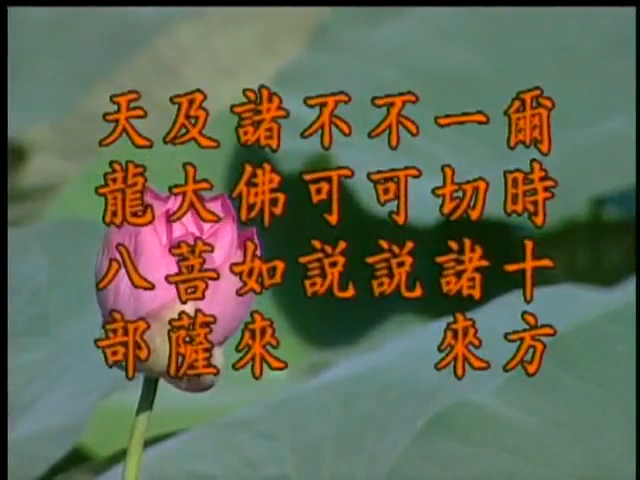 爾時十方
一切諸來
不可說
不可說
諸佛如來
及大菩薩
天龍八部